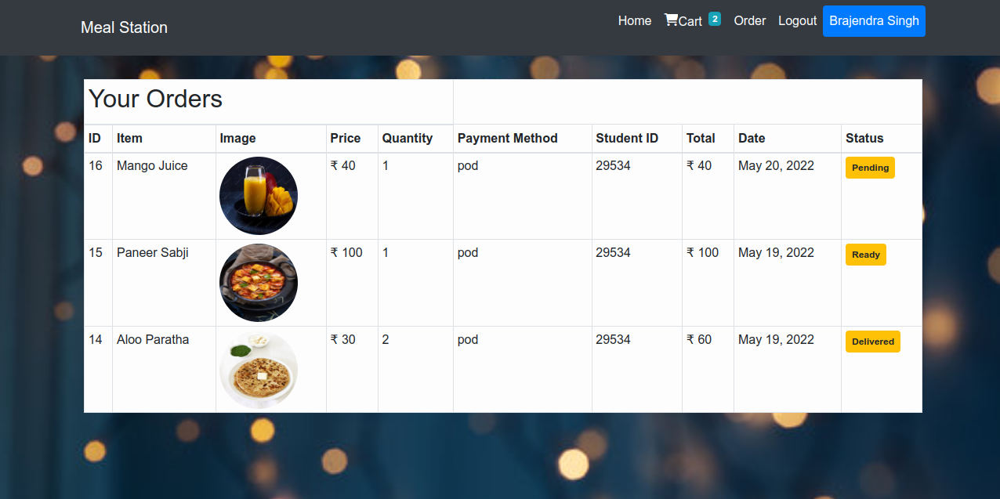 Meal Station Home Cart 2 Order Logout Brajendra Singh
Your Orders
ID Item Image Price Quantity Payment Method Student ID Total Date Status
16 Mango Juice ₹ 40 1 pod 29534 ₹ 40 May 20, 2022 Pending
15 Paneer Sabji ₹ 100 1 pod 29534 ₹ 100 May 19, 2022 Ready
14 Aloo Paratha ₹ 30 2 pod 29534 ₹ 60 May 19, 2022 Delivered